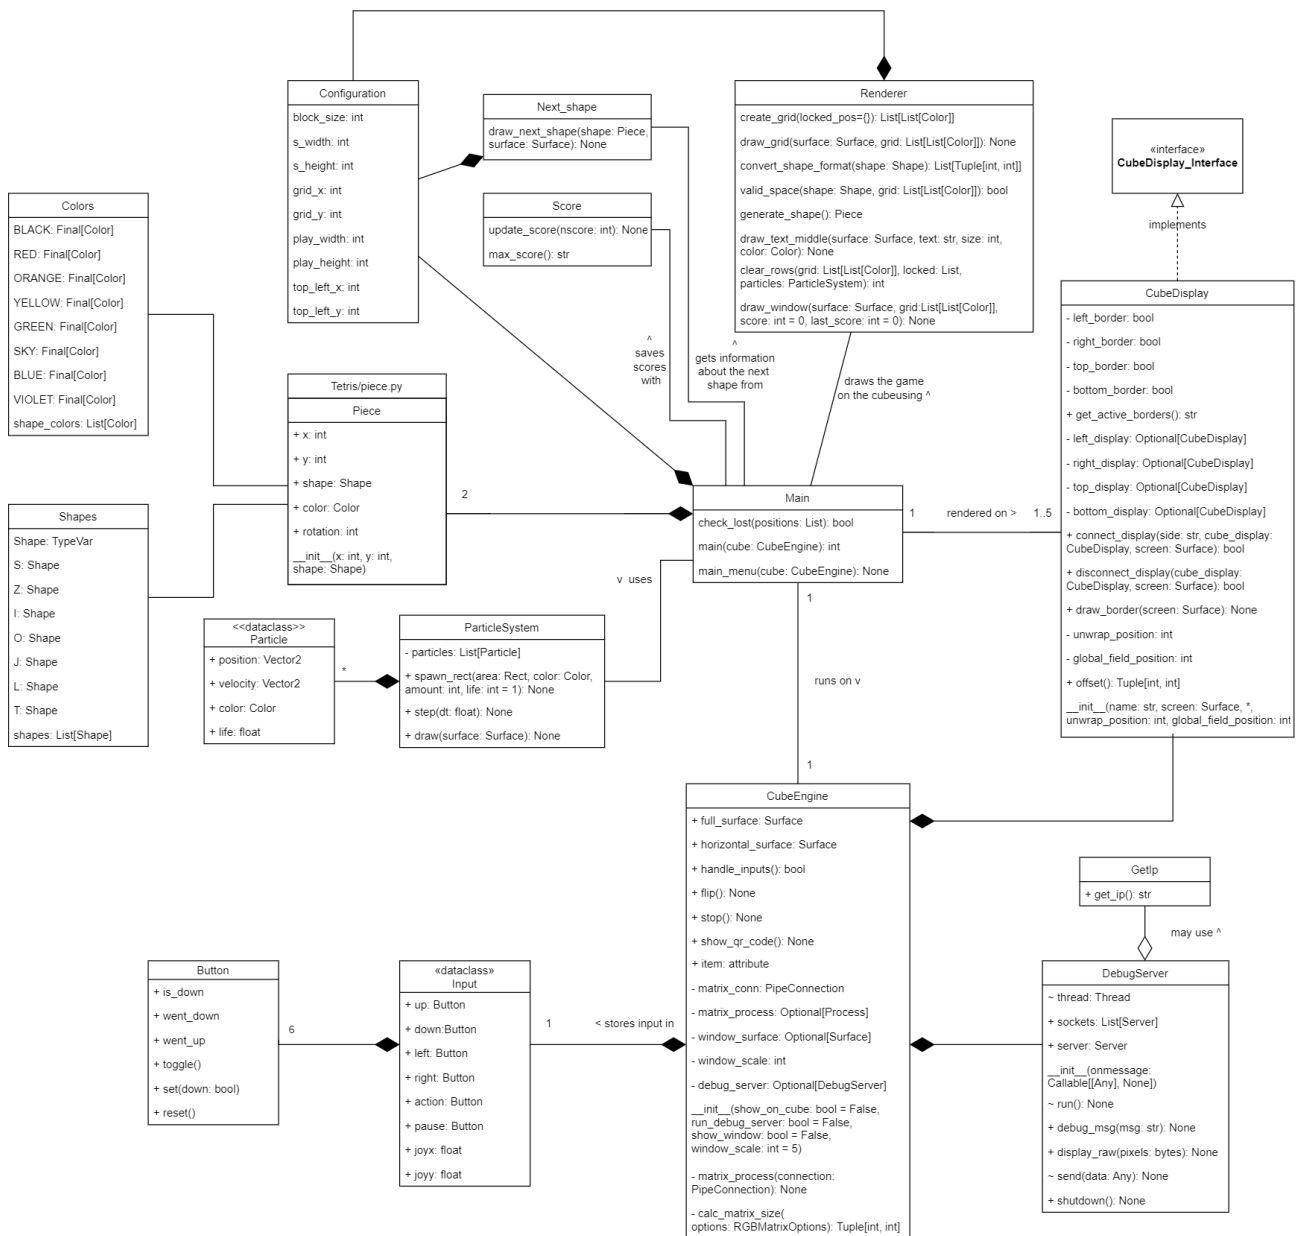 Configuration
block_size: int
s_width: int
s_height: int
grid_x: int
grid_y: int
play_width: int
play_height: int
top_left_x: int
top_left_y: int
Next_shape
draw_next_shape(shape: Piece,
surface: Surface): None
Score
update_score(nscore: int): None
max_score(): str
Renderer
create_grid(locked_pos={}): List[List[Color]]
draw_grid(surface: Surface, grid: List[List[Color]]): None
convert_shape_format(shape: Shape): List[Tuple[int, int]]
valid_space(shape: Shape, grid: List[List[Color]]): bool
generate_shape(): Piece
draw_text_middle(surface: Surface, text: str, size: int,
color: Color): None
clear_rows(grid: List[List[Color]], locked: List,
particles: ParticleSystem): int
draw_window(surface: Surface, grid:List[List[Color]],
score: int = 0, last_score: int = 0): None
«interface»
CubeDisplay_Interface
implements
Colors
BLACK: Final[Color]
RED: Final[Color]
ORANGE: Final[Color]
YELLOW: Final[Color]
GREEN: Final[Color]
SKY: Final[Color]
BLUE: Final[Color]
VIOLET: Final[Color]
shape_colors: List[Color]
^
saves
scores
with
^
gets information
about the next
shape from
draws the game
on the cubeusing ^
CubeDisplay
- left_border: bool
- right_border: bool
- top_border: bool
- bottom_border: bool
+ get_active_borders(): str
- left_display: Optional[CubeDisplay]
- right_display: Optional[CubeDisplay]
- top_display: Optional[CubeDisplay]
- bottom_display: Optional[CubeDisplay]
+ connect_display(side: str, cube_display:
CubeDisplay, screen: Surface): bool
+ disconnect_display(cube_display:
CubeDisplay, screen: Surface): bool
+ draw_border(screen: Surface): None
- unwrap_position: int
- global_field_position: int
+ offset(): Tuple[int, int]
__init__(name: str, screen: Surface, *,
unwrap_position: int, global_field_position: int
Tetris/piece.py
Piece
+ x: int
+ y: int
+ shape: Shape
+ color: Color
+ rotation: int
__init__(x: int, y: int,
shape: Shape)
2
Main
check_lost(positions: List): bool
main(cube: CubeEngine): int
main_menu(cube: CubeEngine): None
1
rendered on >
1..5
Shapes
Shape: TypeVar
S: Shape
Z: Shape
I: Shape
O: Shape
J: Shape
L: Shape
T: Shape
shapes: List[Shape]
v uses
<<dataclass>>
Particle
+ position: Vector2
+ velocity: Vector2
+ color: Color
+ life: float
*
ParticleSystem
- particles: List[Particle]
+ spawn_rect(area: Rect, color: Color,
amount: int, life: int = 1): None
+ step(dt: float): None
+ draw(surface: Surface): None
1
runs on v
1
CubeEngine
+ full_surface: Surface
+ horizontal_surface: Surface
+ handle_inputs(): bool
+ flip(): None
+ stop(): None
+ show_qr_code(): None
+ item: attribute
- matrix_conn: PipeConnection
- matrix_process: Optional[Process]
- window_surface: Optional[Surface]
- window_scale: int
- debug_server: Optional[DebugServer]
__init__(show_on_cube: bool = False,
run_debug_server: bool = False,
show_window: bool = False,
window_scale: int = 5)
- matrix_process(connection:
PipeConnection): None
- calc_matrix_size(
options: RGBMatrixOptions): Tuple[int, int]
GetIp
+ get_ip(): str
may use ^
DebugServer
~ thread: Thread
+ sockets: List[Server]
+ server: Server
__init__(onmessage:
Callable[[Any], None])
~ run(): None
+ debug_msg(msg: str): None
+ display_raw(pixels: bytes): None
~ send(data: Any): None
+ shutdown(): None
Button
+ is_down
+ went_down
+ went_up
+ toggle()
+ set(down: bool)
+ reset()
6
«dataclass»
Input
+ up: Button
+ down:Button
+ left: Button
+ right: Button
+ action: Button
+ pause: Button
+ joyx: float
+ joyy: float
1
< stores input in